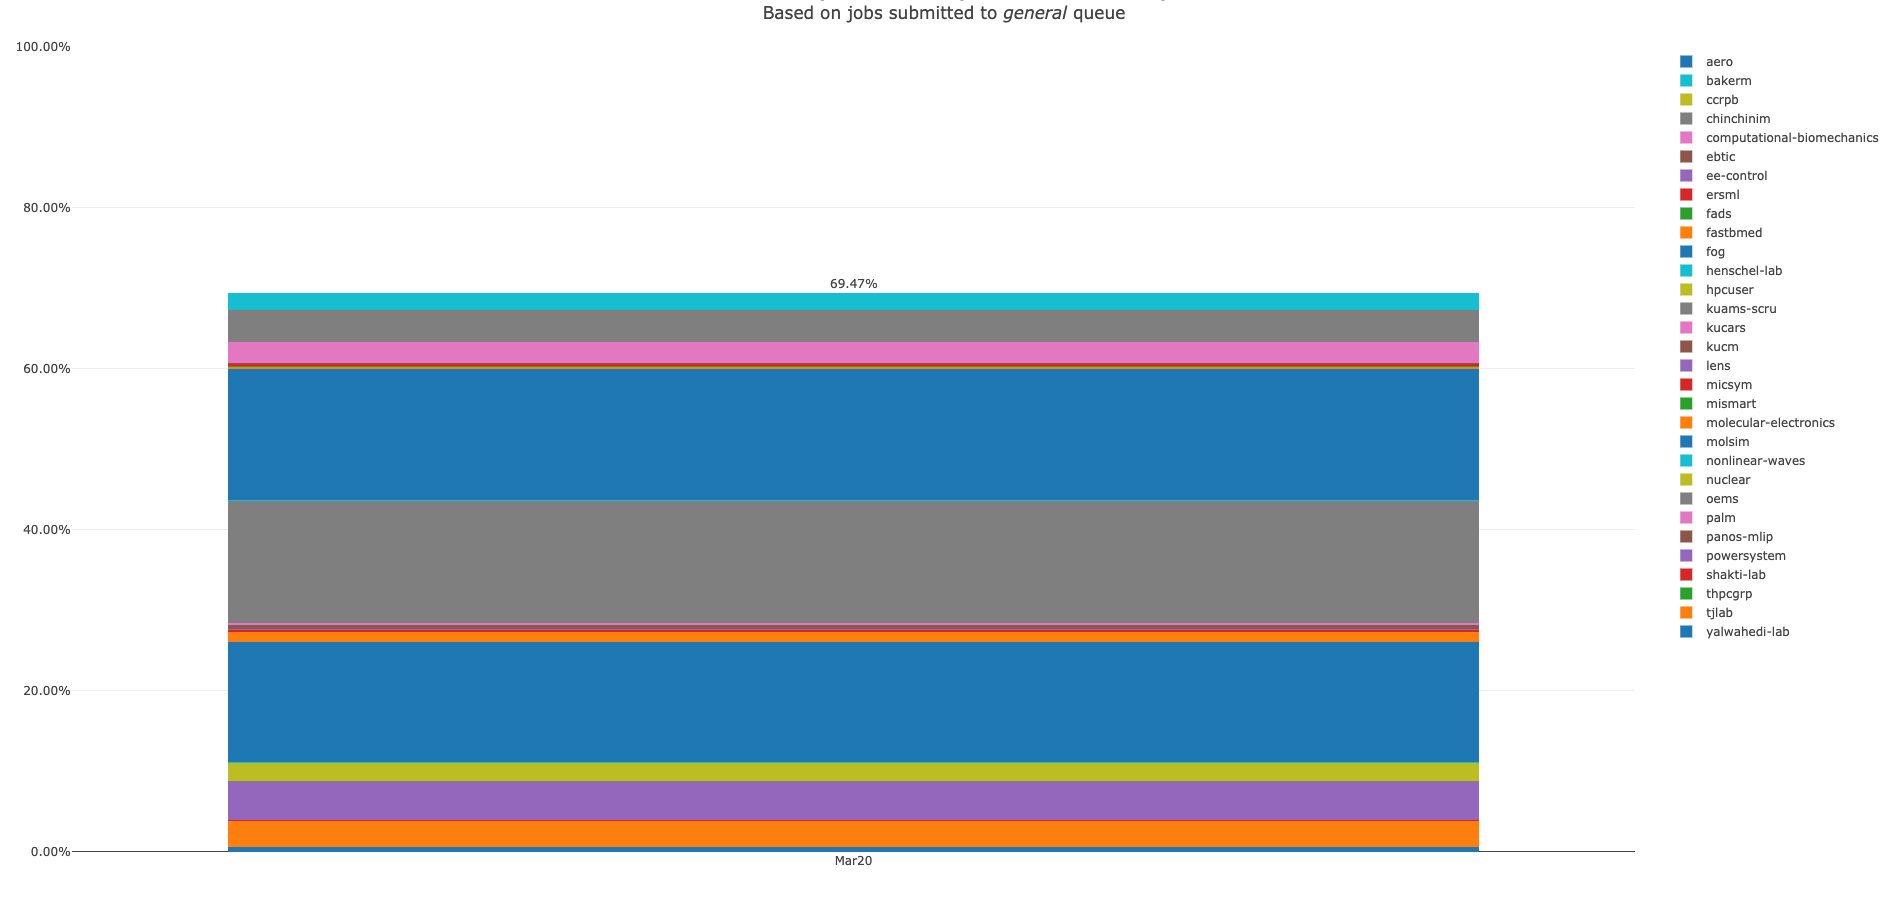 Based on jobs submitted to general queue
100.00%
80.00%
60.00%
40.00%
20.00%
0.00%
69.47%
Mar20
aero
bakerm
ccrpb
chinchinim
computational-biomechanics
ebtic
ee-control
ersml
fads
fastbmed
fog
henschel-lab
hpcuser
kuams-scru
kucars
kucm
lens
micsym
mismart
molecular-electronics
molsim
nonlinear-waves
nuclear
oems
palm
panos-mlip
powersystem
shakti-lab
thpcgrp
tjlab
yalwahedi-lab